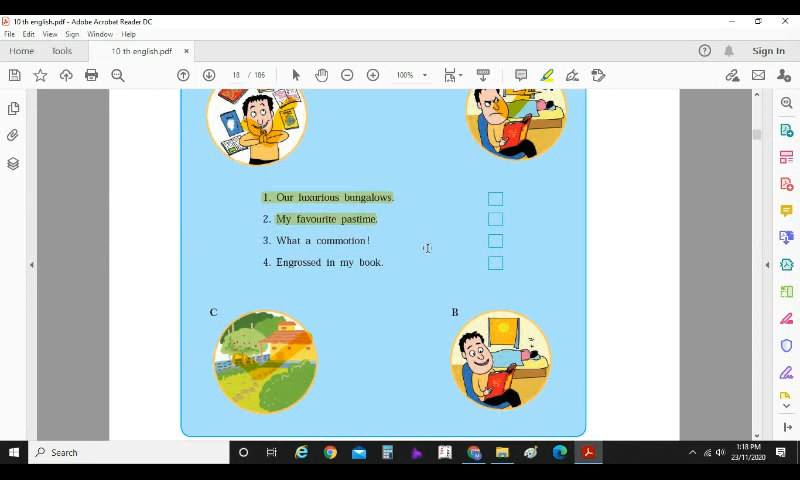 10 th english.pdf - Adobe Acrobat Reader DC
File Edit View Sign Window Help
Home Tools 10 th english.pdf × Sign In
18 / 186 100%
1. Our luxurious bungalows.
2. My favourite pastime.
3. What a commotion!
4. Engrossed in my book.
C B
Search
1:18 PM
23/11/2020